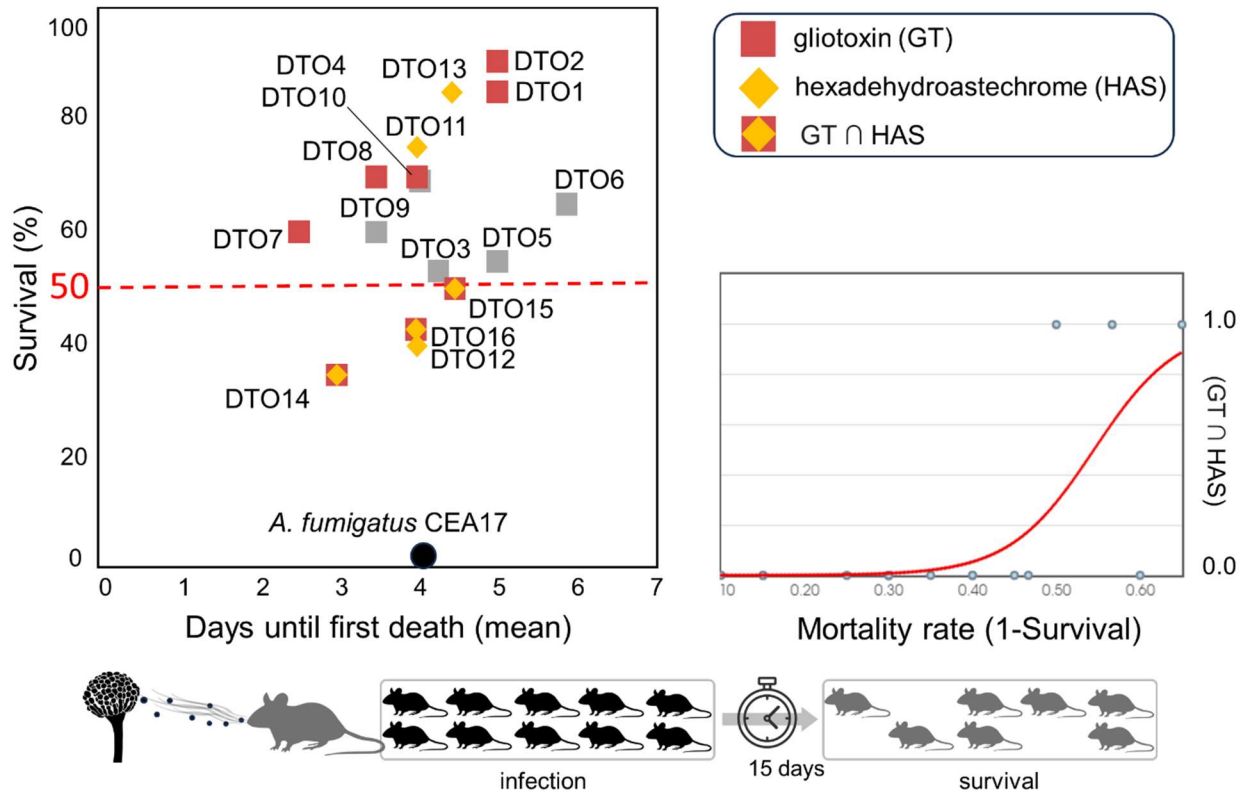 100
80
60
50
40
20
0
Survival (%)
0 1 2 3 4 5 6 7
Days until first death (mean)
DTO4
DTO10
DTO13
DTO2
DTO1
DTO11
DTO8
DTO6
DTO9
DTO7
DTO3
DTO5
DTO15
DTO16
DTO12
DTO14
A. fumigatus CEA17
gliotoxin (GT)
hexadehydroastechrome (HAS)
GT ∩ HAS
1.0
0.0
(GT ∩ HAS)
10 0.20 0.30 0.40 0.50 0.60
Mortality rate (1-Survival)
infection
15 days
survival